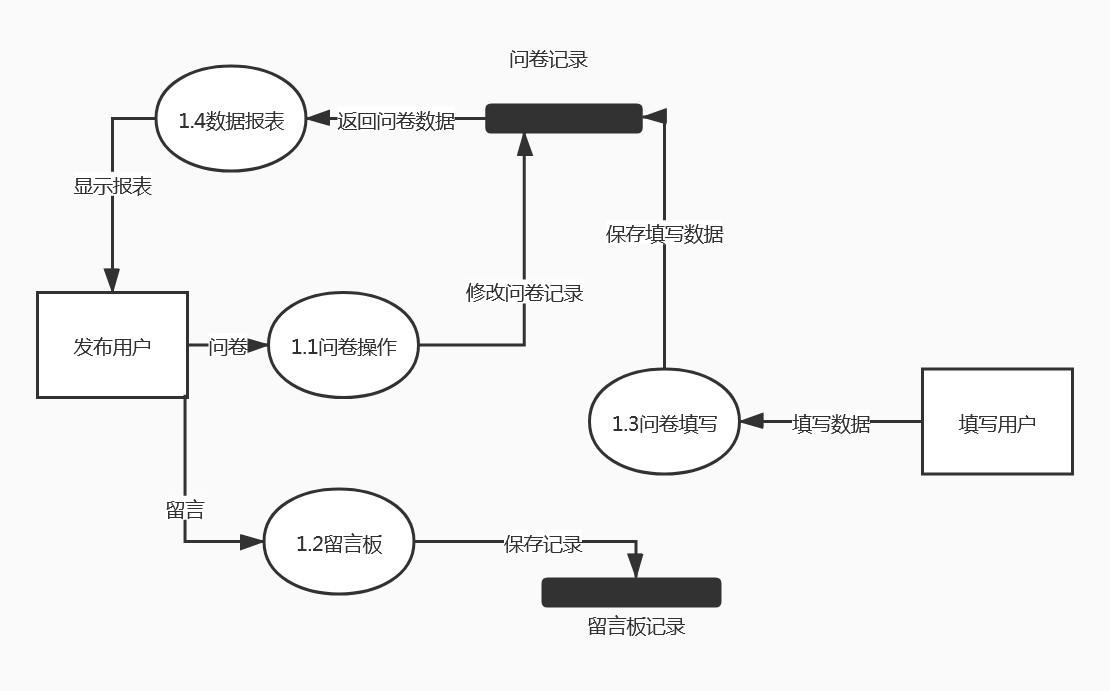 问卷记录
1.4数据报表
返回问卷数据
显示报表
保存填写数据
修改问卷记录
发布用户
问卷
1.1问卷操作
1.3问卷填写
填写数据
填写用户
留言
1.2留言板
保存记录
留言板记录